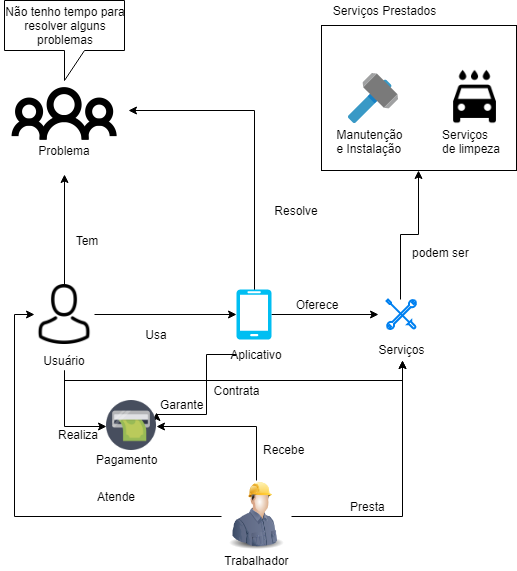 Não tenho tempo para
resolver alguns
problemas
Serviços Prestados
Manutenção
e Instalação
Serviços
de limpeza
Problema
Resolve
Tem
podem ser
Oferece
Usa
Usuário
Aplicativo
Serviços
Contrata
Garante
Realiza
Pagamento
Recebe
Atende
Presta
Trabalhador